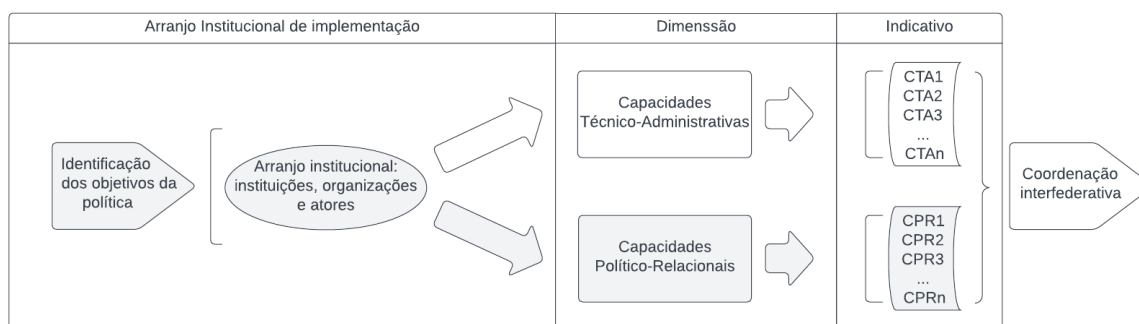 Arranjo Institucional de implementação
Dimenssão
Indicativo
Identificação
dos objetivos da
política
Arranjo institucional:
instituições, organizações
e atores
Capacidades
Técnico-Administrativas
Capacidades
Político-Relacionais
CTA1
CTA2
CTA3
...
CTAn
CPR1
CPR2
CPR3
...
CPRn
Coordenação
interfederativa